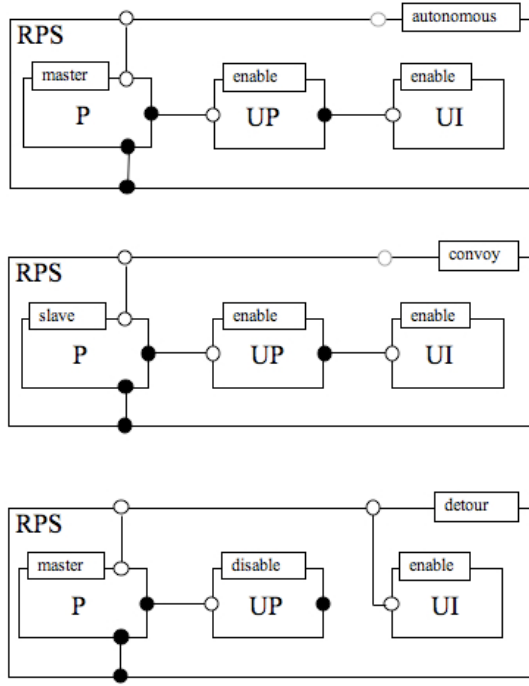 autonomous
RPS
master
enable
enable
P
UP
UI
convoy
RPS
slave
enable
enable
P
UP
UI
detour
RPS
master
disable
enable
P
UP
UI